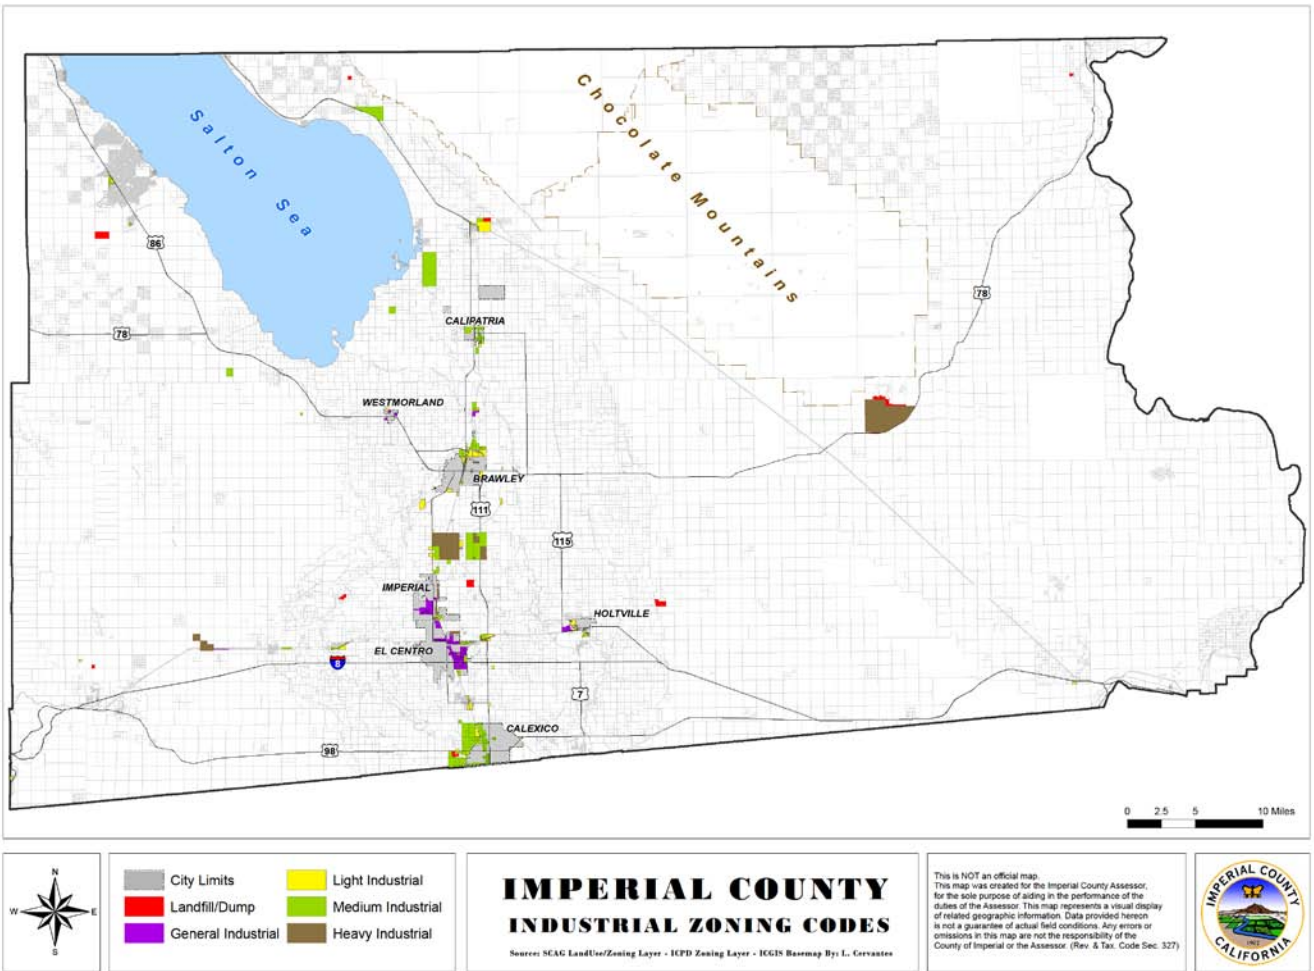 Salton Sea
Chocolate Mountains
86
78
78
CALIPATRIA
WESTMORLAND
BRAWLEY
111
115
IMPERIAL
HOLTVILLE
EL CENTRO
8
7
CALEXICO
98
0 2.5 5 10 Miles
N
W E
S
City Limits
Landfill/Dump
General Industrial
Light Industrial
Medium Industrial
Heavy Industrial
IMPERIAL COUNTY
INDUSTRIAL ZONING CODES
Source: SCAG LandUse/Zoning Layer - ICPD Zoning Layer - ICGIS Basemap By: L. Cervantes
This is NOT an official map.
This map was created for the Imperial County Assessor,
for the sole purpose of aiding in the performance of the
duties of the Assessor. This map represents a visual display
of related geographic information. Data provided hereon
is not a guarantee of actual field conditions. Any errors or
omissions in this map are not the responsibility of the
County of Imperial or the Assessor. (Rev. & Tax. Code Sec. 327)
IMPERIAL COUNTY
1907
CALIFORNIA